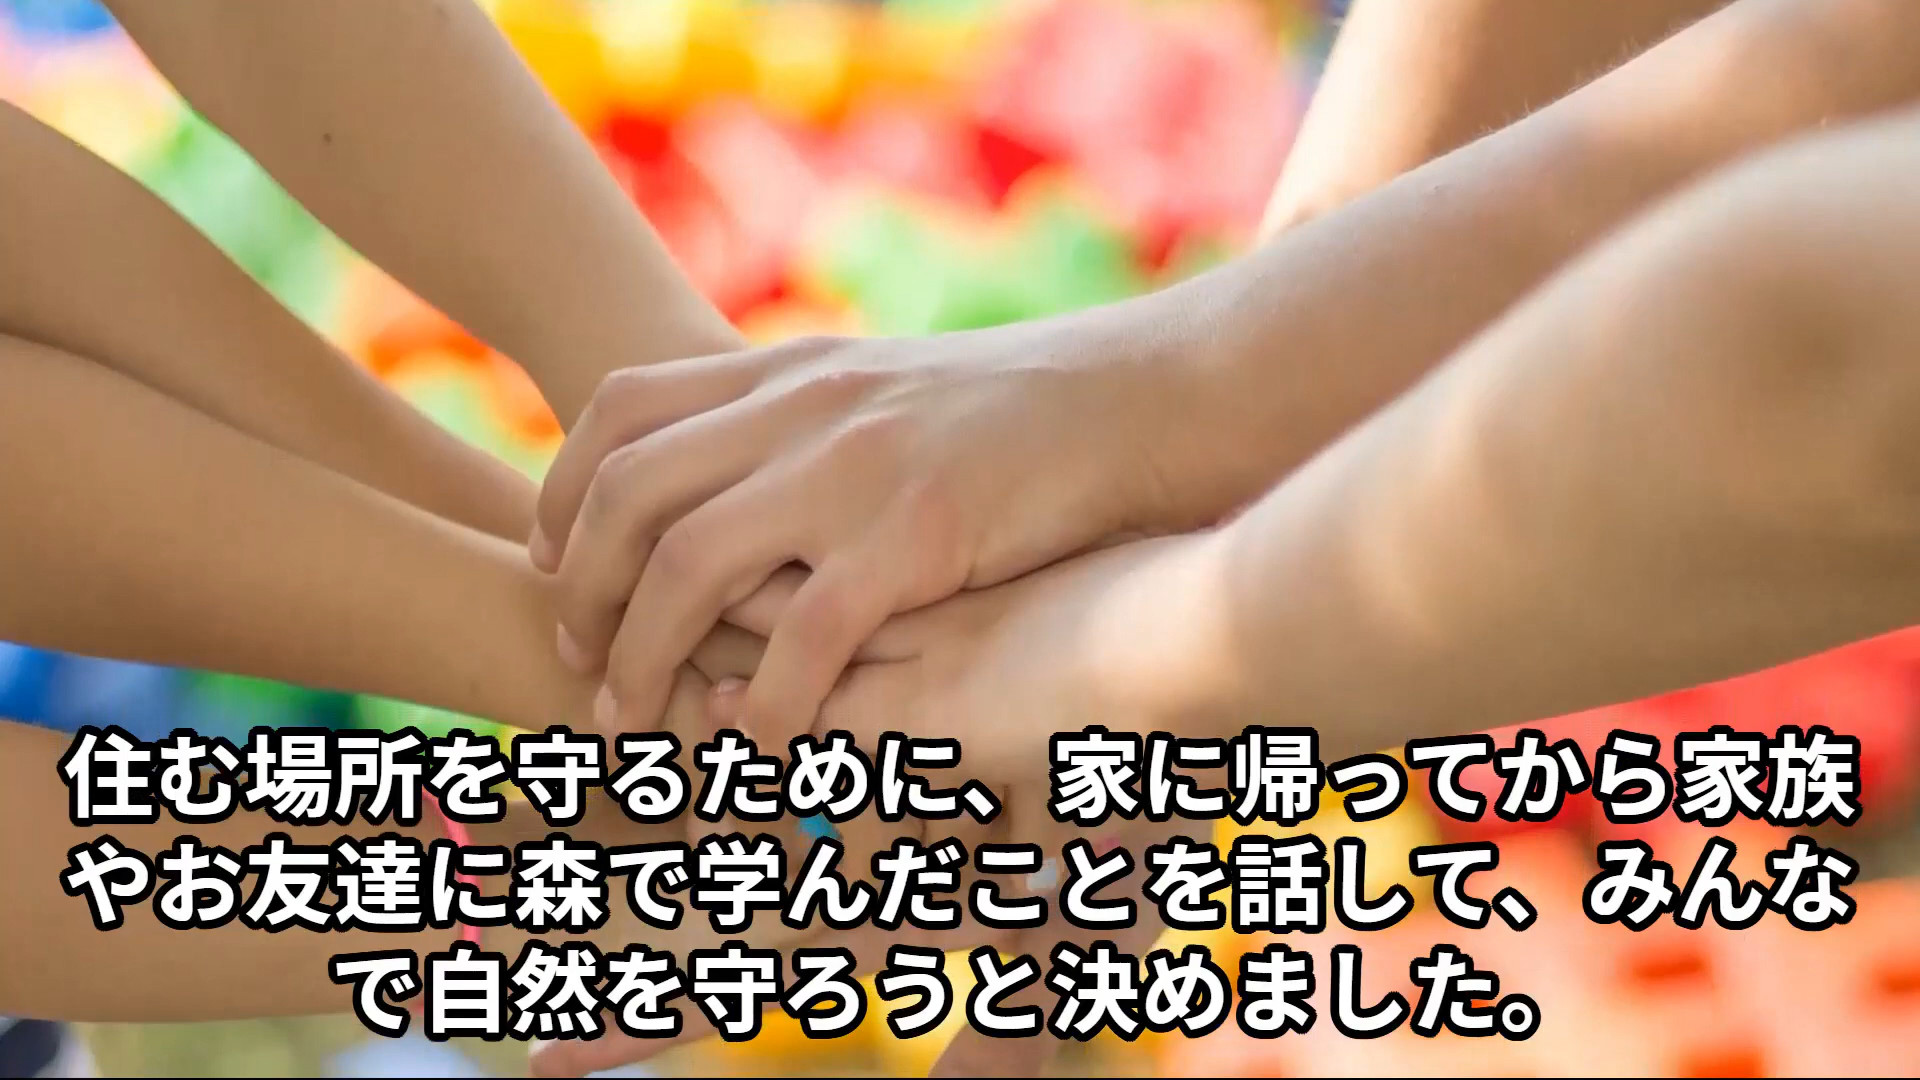 住む場所を守るために、家に帰ってから家族
やお友達に森で学んだことを話して、みんな
で自然を守ろうと決めました。